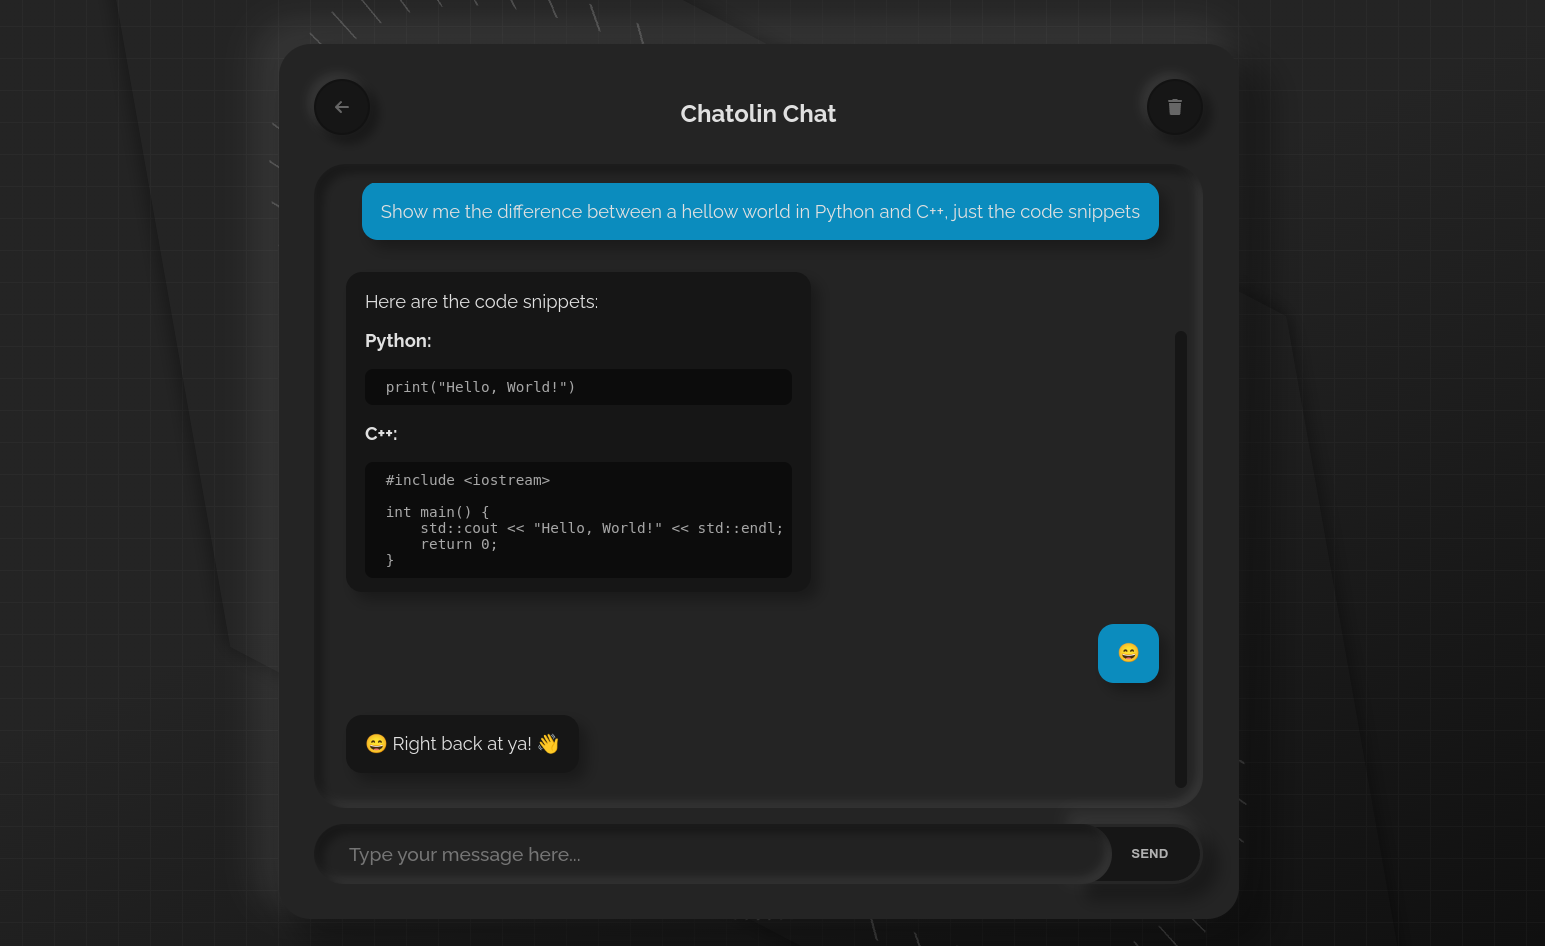 Chatolin Chat
Show me the difference between a hellow world in Python and C++, just the code snippets
Here are the code snippets:
Python:
print("Hello, World!")
C++:
#include <iostream>
int main() {
    std::cout << "Hello, World!" << std::endl;
    return 0;
}
😄
😄 Right back at ya! 👋
Type your message here...
SEND